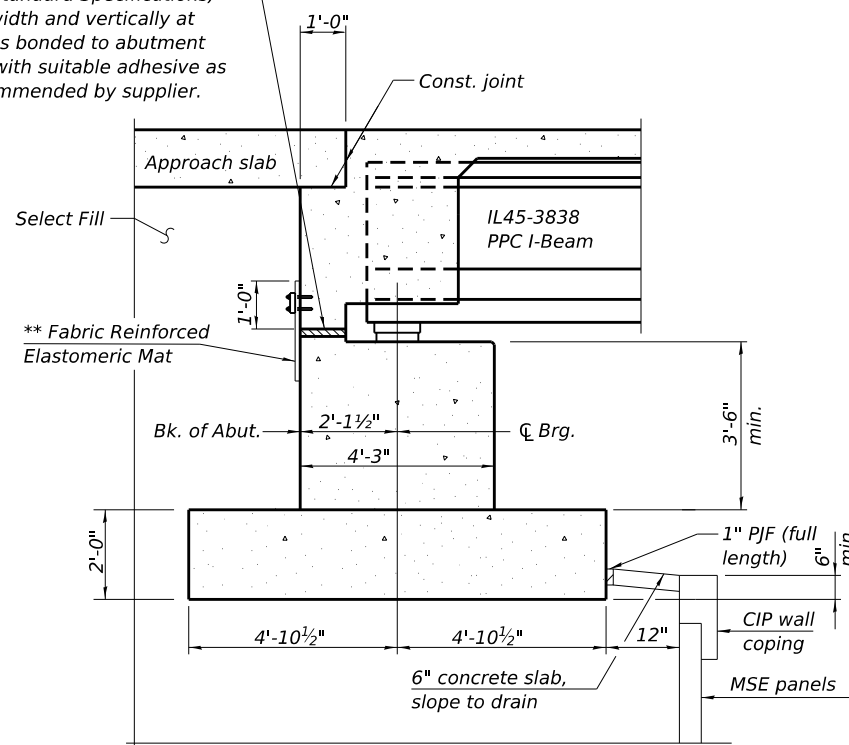 Standard Specifications,
width and vertically at
s bonded to abutment
with suitable adhesive as
mmended by supplier.
1'-0"
Const. joint
Approach slab
Select Fill
IL45-3838
PPC I-Beam
1'-0"
** Fabric Reinforced
Elastomeric Mat
2'-1½"
Bk. of Abut.
℄ Brg.
3'-6"
min.
4'-3"
2'-0"
1" PJF (full
length)
6"
min
4'-10½"
4'-10½"
12"
CIP wall
coping
6" concrete slab,
slope to drain
MSE panels